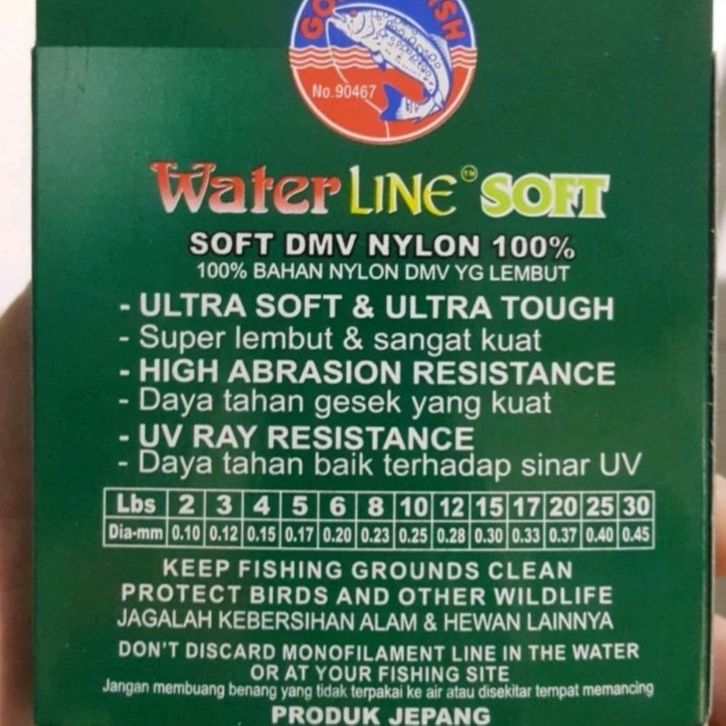 No.90467
Water LINE™ SOFT
SOFT DMV NYLON 100%
100% BAHAN NYLON DMV YG LEMBUT
- ULTRA SOFT & ULTRA TOUGH
- Super lembut & sangat kuat
- HIGH ABRASION RESISTANCE
- Daya tahan gesek yang kuat
- UV RAY RESISTANCE
- Daya tahan baik terhadap sinar UV
Lbs 2 3 4 5 6 8 10 12 15 17 20 25 30
Dia-mm 0.10 0.12 0.15 0.17 0.20 0.23 0.25 0.28 0.30 0.33 0.37 0.40 0.45
KEEP FISHING GROUNDS CLEAN
PROTECT BIRDS AND OTHER WILDLIFE
JAGALAH KEBERSIHAN ALAM & HEWAN LAINNYA
DON'T DISCARD MONOFILAMENT LINE IN THE WATER
OR AT YOUR FISHING SITE
Jangan membuang benang yang tidak terpakai ke air atau disekitar tempat memancing
PRODUK JEPANG